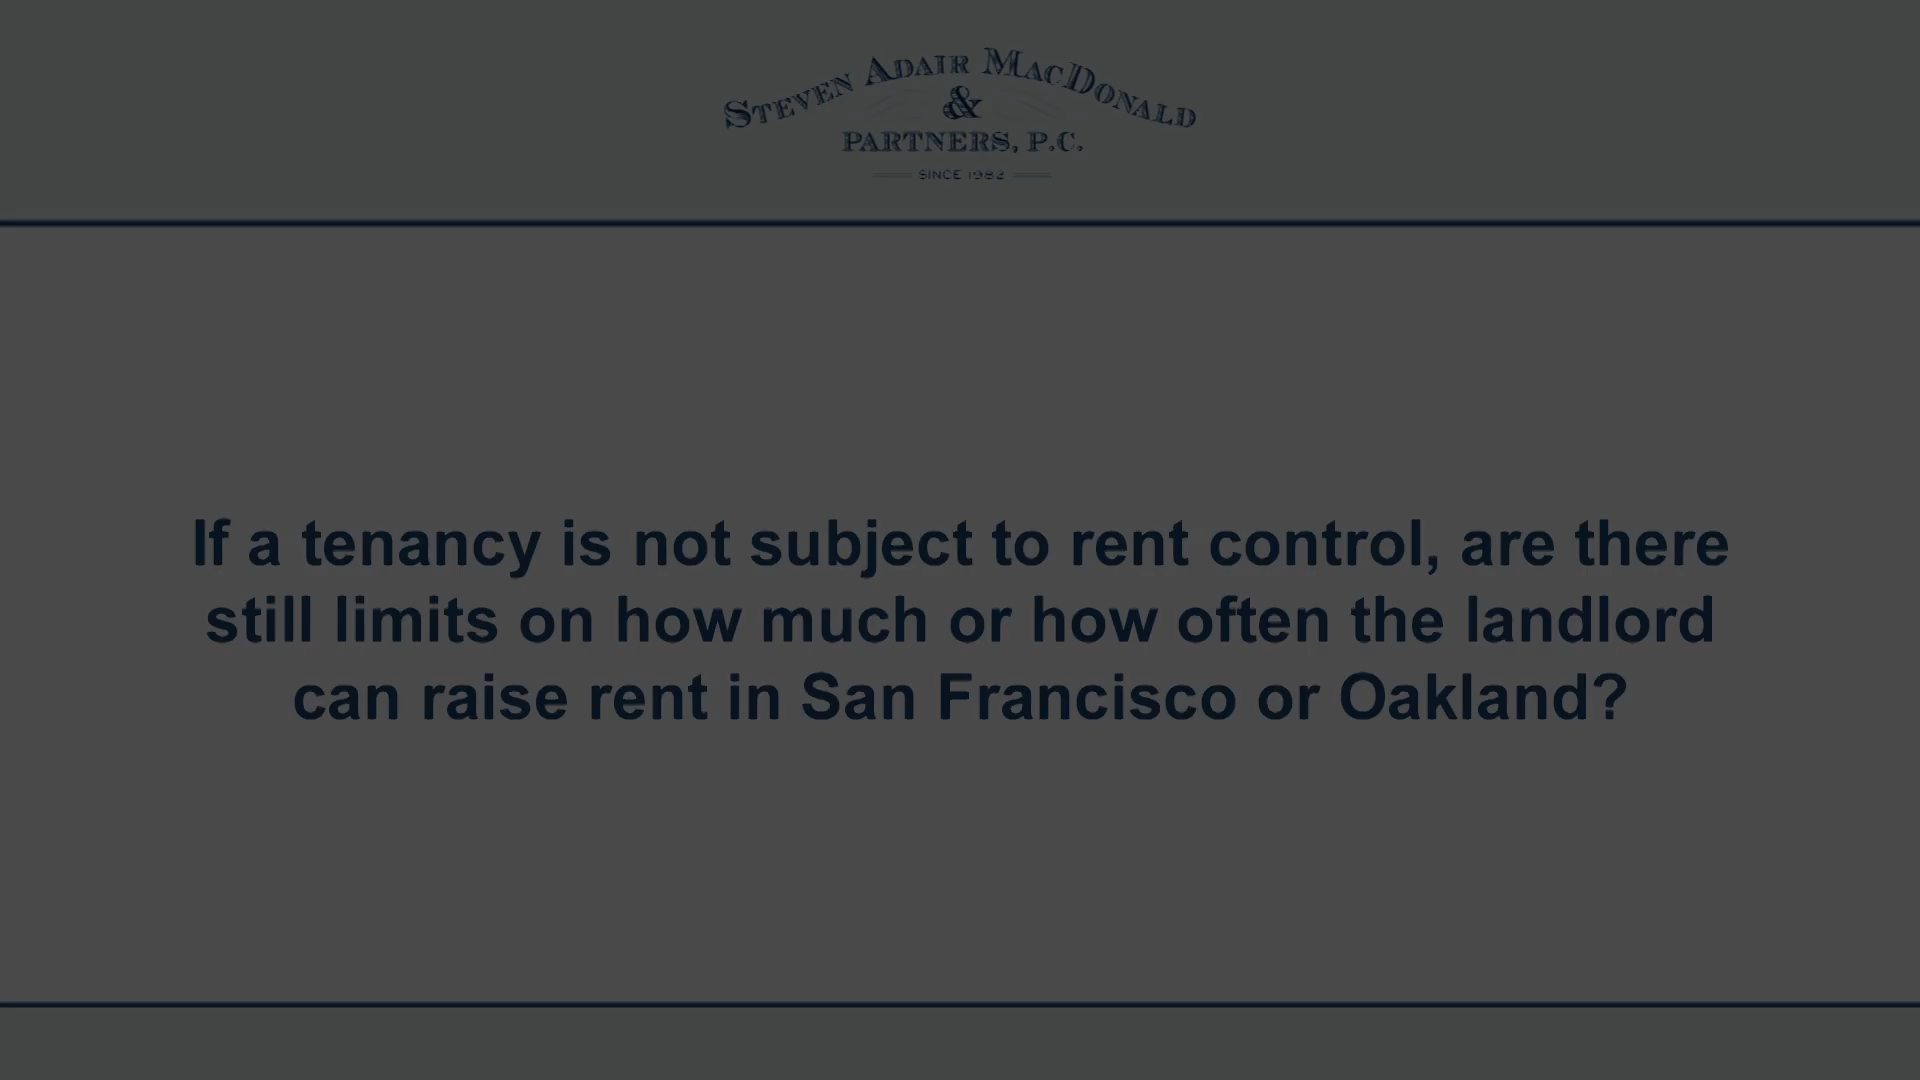 STEVEN ADAIR MACDONALD
&
PARTNERS, P.C.
SINCE 1982
If a tenancy is not subject to rent control, are there
still limits on how much or how often the landlord
can raise rent in San Francisco or Oakland?